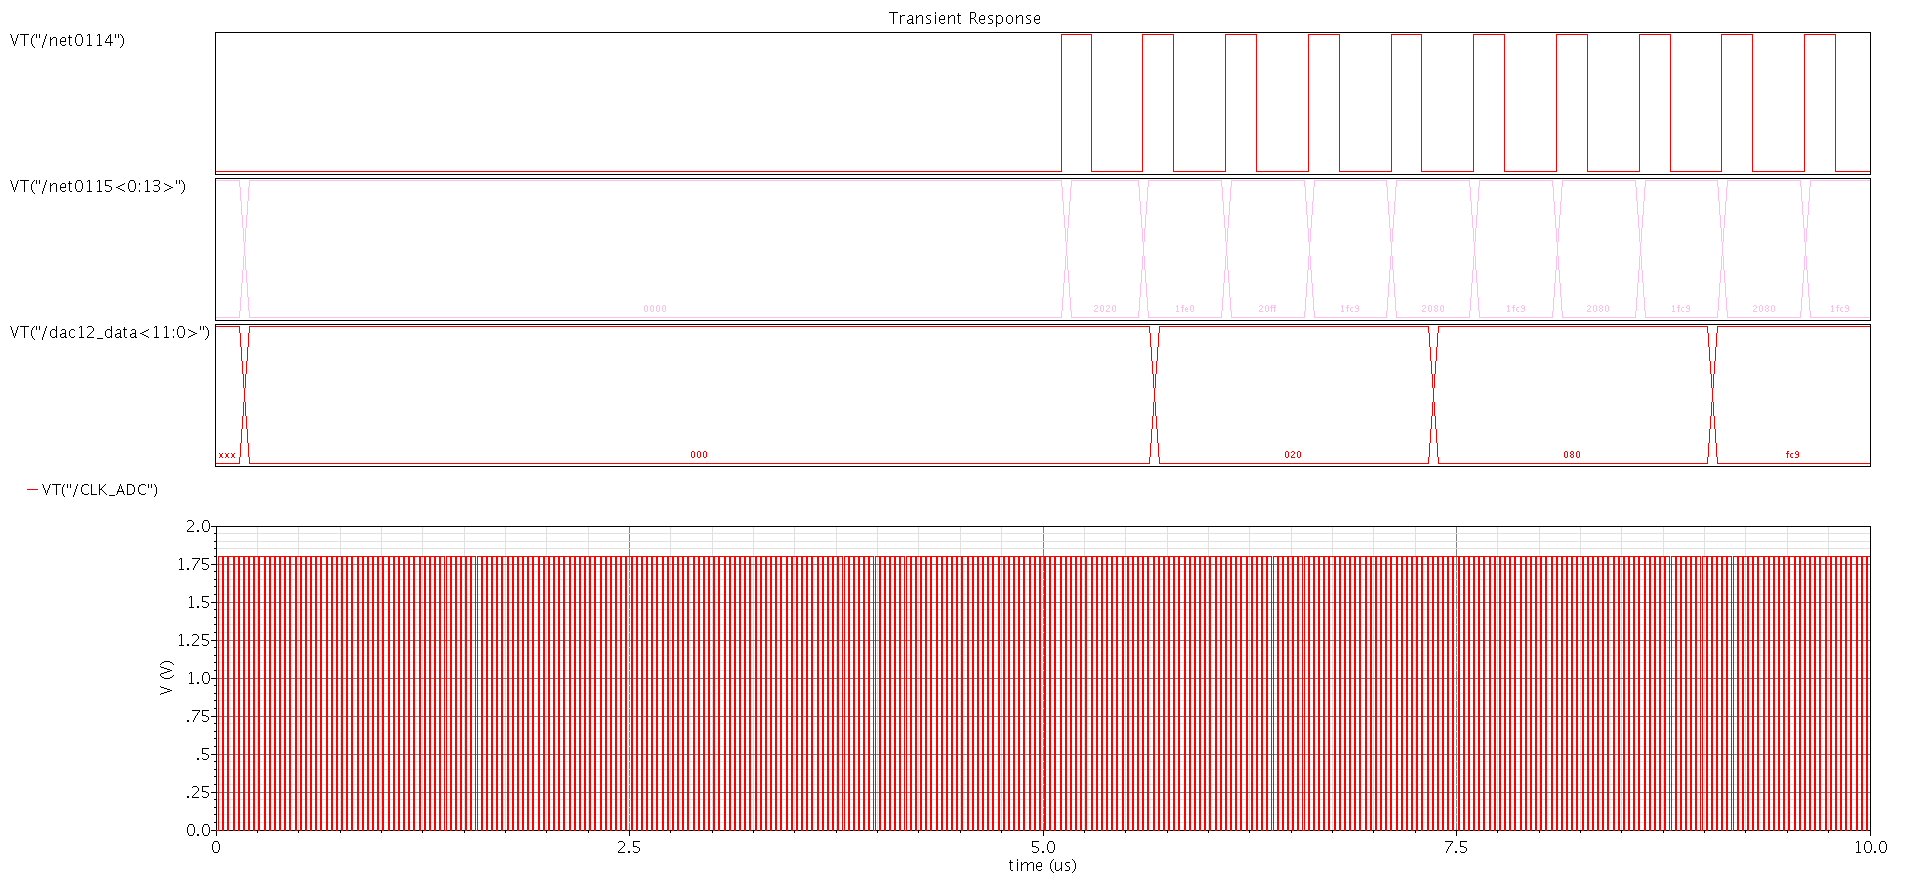 Transient Response
VT("/net0114")
VT("/net0115<0:13>")
0000 2020 1fe0 20ff 1fc9 2080 1fc9 2080 1fc9 2080 1fc9
VT("/dac12_data<11:0>")
xxx 000 020 080 fc9
VT("/CLK_ADC")
2.0
1.75
1.5
1.25
1.0
.75
.5
.25
0.0
V (V)
0 2.5 5.0 7.5 10.0
time (us)